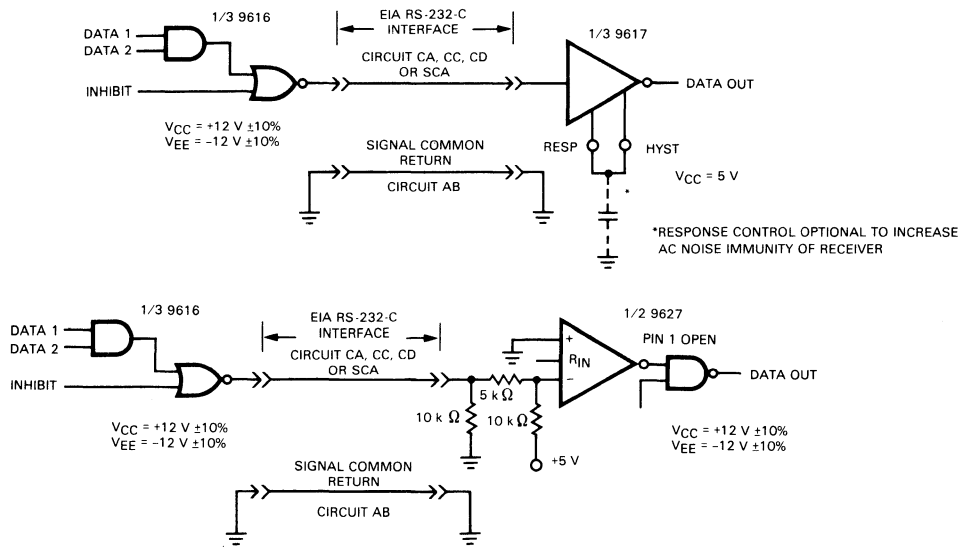 1/3 9616
EIA RS-232-C
INTERFACE
1/3 9617
DATA 1
DATA 2
CIRCUIT CA, CC, CD
OR SCA
INHIBIT
DATA OUT
VCC = +12 V ±10%
VEE = –12 V ±10%
RESP
HYST
SIGNAL COMMON
RETURN
CIRCUIT AB
VCC = 5 V
*
*RESPONSE CONTROL OPTIONAL TO INCREASE
AC NOISE IMMUNITY OF RECEIVER
1/3 9616
EIA RS-232-C
INTERFACE
1/2 9627
DATA 1
DATA 2
CIRCUIT CA, CC, CD
OR SCA
PIN 1 OPEN
+
RIN
–
INHIBIT
DATA OUT
5 k Ω
10 k Ω
10 k Ω
VCC = +12 V ±10%
VEE = –12 V ±10%
VCC = +12 V ±10%
VEE = –12 V ±10%
+5 V
SIGNAL COMMON
RETURN
CIRCUIT AB